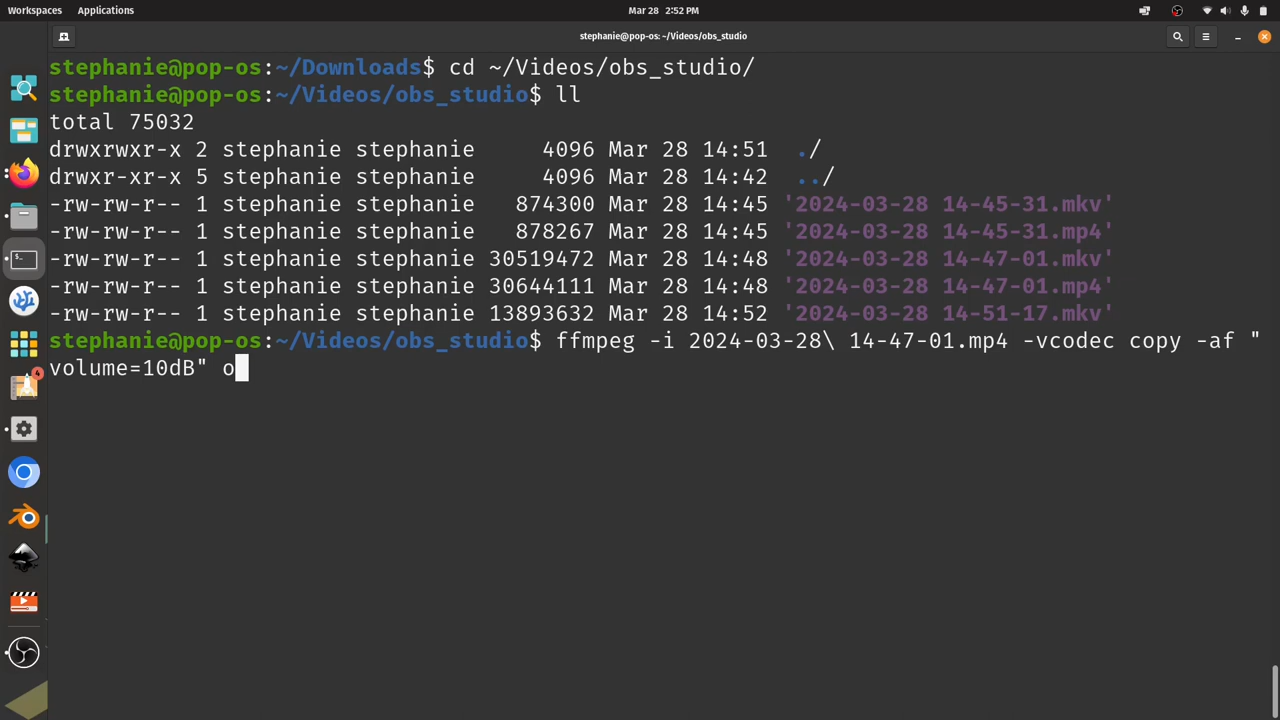 Workspaces Applications Mar 28 2:52 PM
stephanie@pop-os: ~/Videos/obs_studio
stephanie@pop-os:~/Downloads$ cd ~/Videos/obs_studio/
stephanie@pop-os:~/Videos/obs_studio$ ll
total 75032
drwxrwxr-x 2 stephanie stephanie     4096 Mar 28 14:51  ./
drwxr-xr-x 5 stephanie stephanie     4096 Mar 28 14:42  ../
-rw-rw-r-- 1 stephanie stephanie   874300 Mar 28 14:45 '2024-03-28 14-45-31.mkv'
-rw-rw-r-- 1 stephanie stephanie   878267 Mar 28 14:45 '2024-03-28 14-45-31.mp4'
-rw-rw-r-- 1 stephanie stephanie 30519472 Mar 28 14:48 '2024-03-28 14-47-01.mkv'
-rw-rw-r-- 1 stephanie stephanie 30644111 Mar 28 14:48 '2024-03-28 14-47-01.mp4'
-rw-rw-r-- 1 stephanie stephanie 13893632 Mar 28 14:52 '2024-03-28 14-51-17.mkv'
stephanie@pop-os:~/Videos/obs_studio$ ffmpeg -i 2024-03-28\ 14-47-01.mp4 -vcodec copy -af "
volume=10dB" o
4